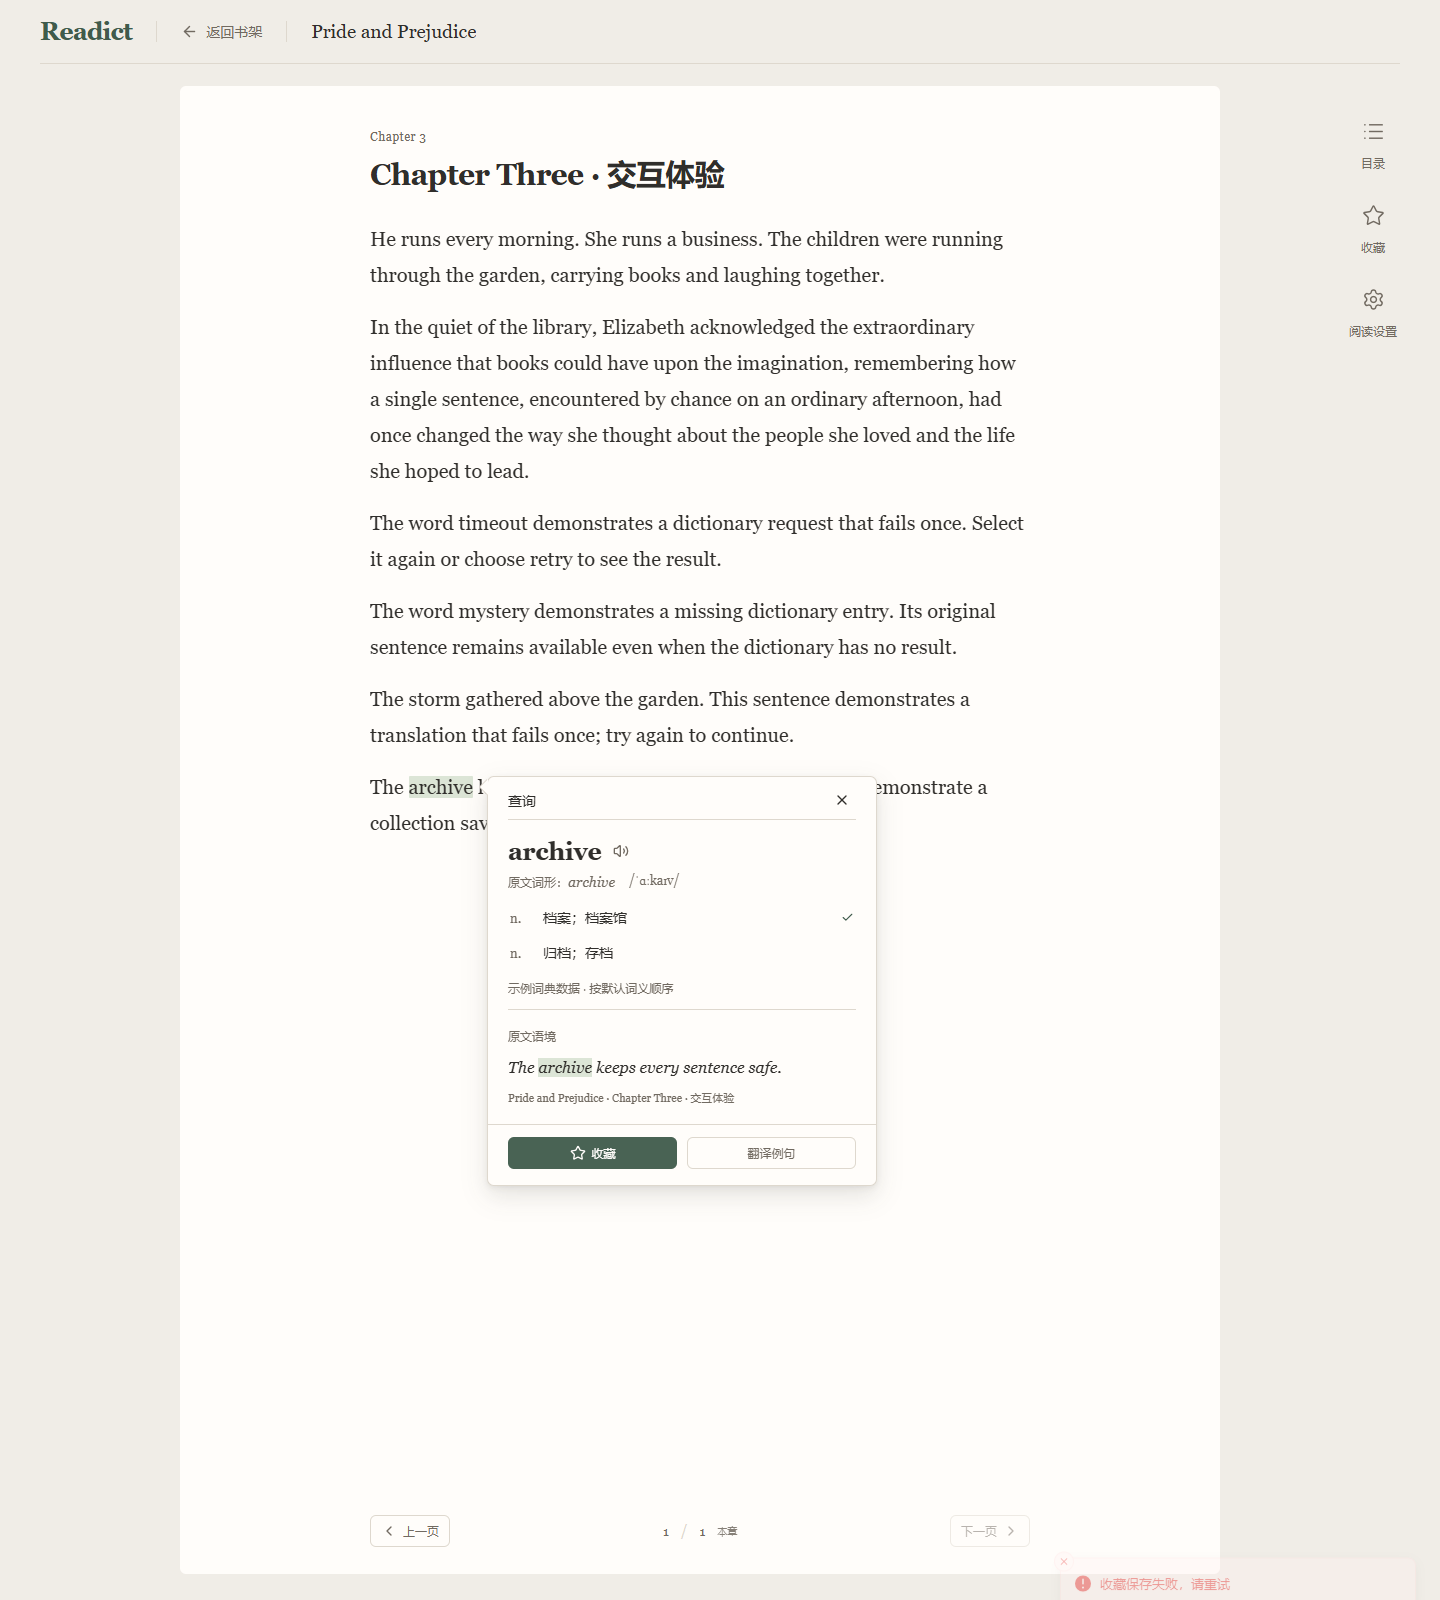 Readict
返回书架
Pride and Prejudice
Chapter 3
Chapter Three · 交互体验
He runs every morning. She runs a business. The children were running
through the garden, carrying books and laughing together.
In the quiet of the library, Elizabeth acknowledged the extraordinary
influence that books could have upon the imagination, remembering how
a single sentence, encountered by chance on an ordinary afternoon, had
once changed the way she thought about the people she loved and the life
she hoped to lead.
The word timeout demonstrates a dictionary request that fails once. Select
it again or choose retry to see the result.
The word mystery demonstrates a missing dictionary entry. Its original
sentence remains available even when the dictionary has no result.
The storm gathered above the garden. This sentence demonstrates a
translation that fails once; try again to continue.
The archive emonstrate a
collection sav
查询
archive
原文词形：archive /ˈɑːkaɪv/
n. 档案；档案馆
n. 归档；存档
示例词典数据 · 按默认词义顺序
原文语境
The archive keeps every sentence safe.
Pride and Prejudice · Chapter Three · 交互体验
收藏
翻译例句
上一页
1 / 1 本章
下一页
目录
收藏
阅读设置
收藏保存失败，请重试